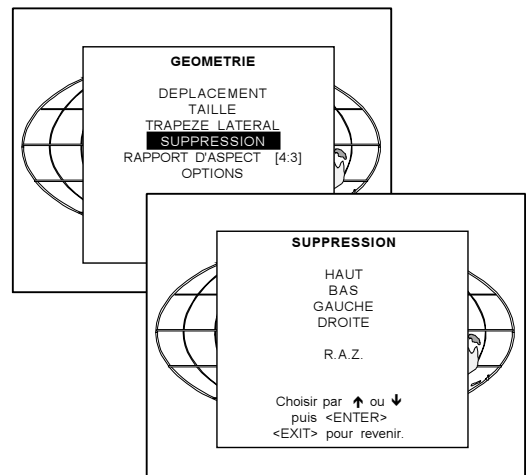 GEOMETRIE
DEPLACEMENT
TAILLE
TRAPEZE LATERAL
SUPPRESSION
RAPPORT D'ASPECT [4:3]
OPTIONS
SUPPRESSION
HAUT
BAS
GAUCHE
DROITE
R.A.Z.
Choisir par ↑ ou ↓
puis <ENTER>
<EXIT> pour revenir.